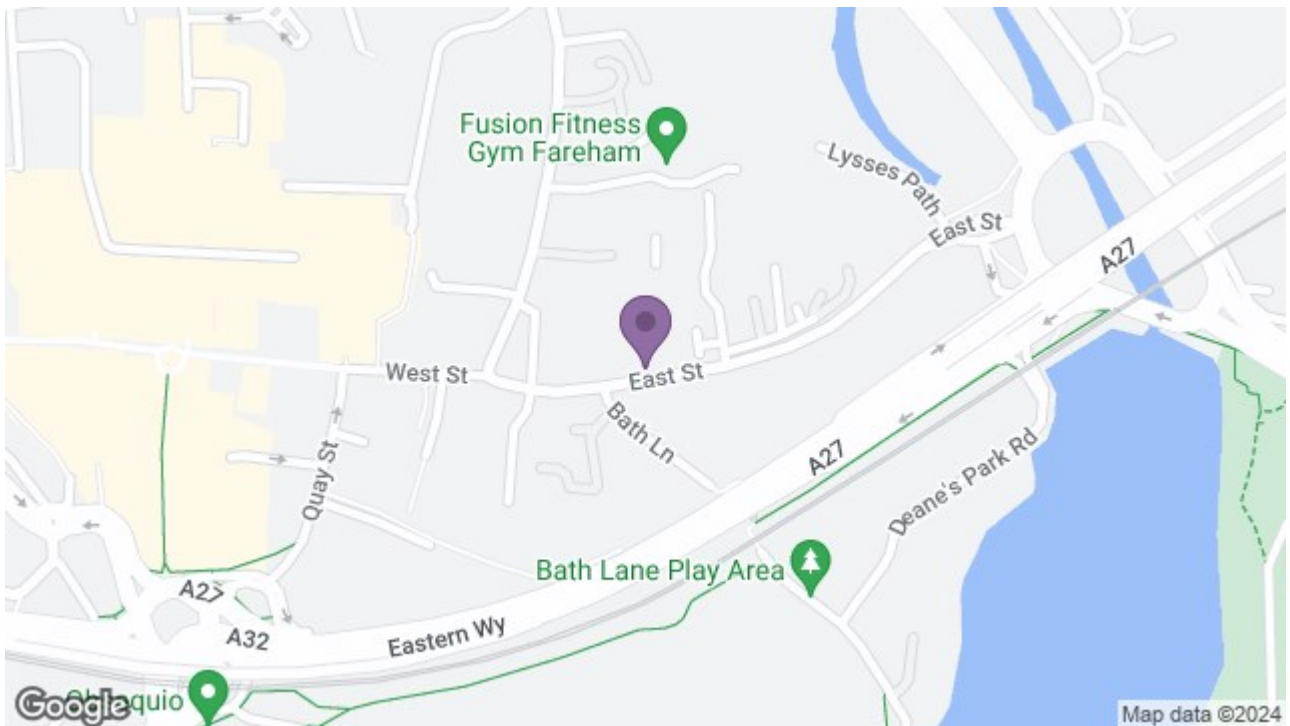 Fusion Fitness
Gym Fareham
Lysses Path
East St
A27
West St
East St
Bath Ln
Quay St
A27
Deane's Park Rd
Bath Lane Play Area
A27
A32
Eastern Wy
Google
Map data ©2024